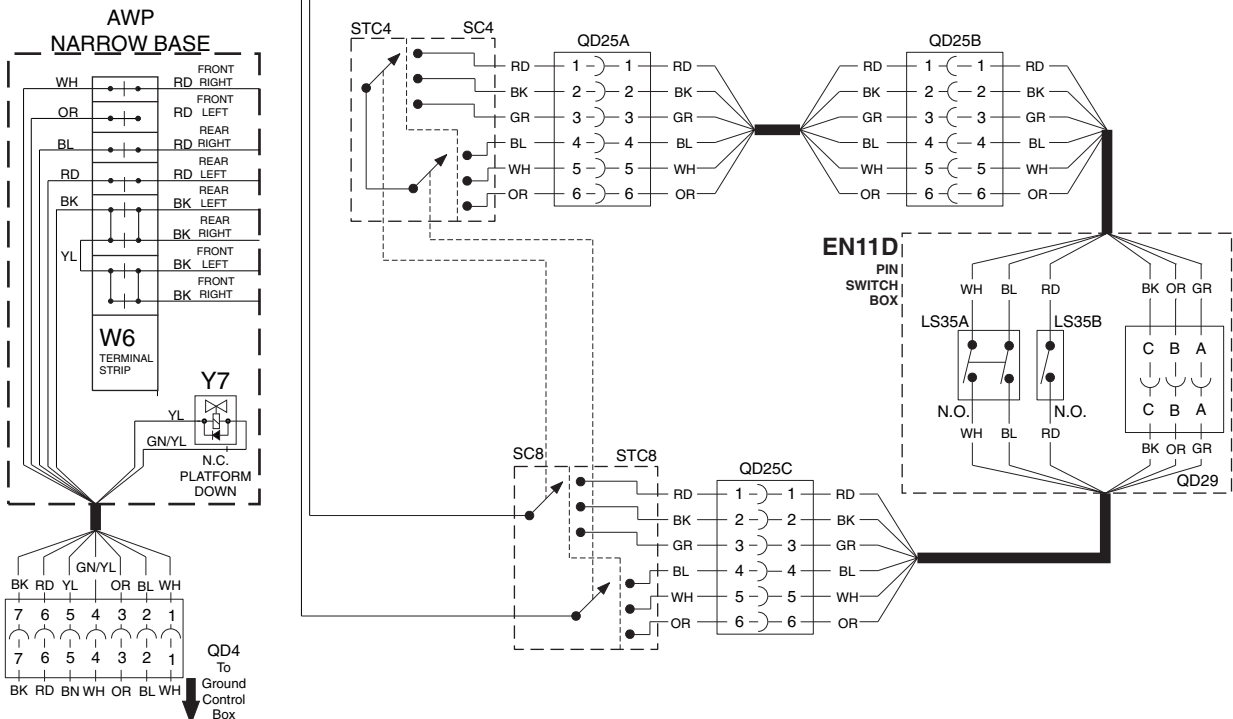 AWP
NARROW BASE
WH RD FRONT RIGHT
OR RD FRONT LEFT
BL RD REAR RIGHT
RD RD REAR LEFT
BK BK REAR LEFT
BK REAR RIGHT
YL BK FRONT LEFT
BK FRONT RIGHT
W6
TERMINAL
STRIP
Y7
YL
GN/YL
N.C.
PLATFORM
DOWN
GN/YL
BK RD YL OR BL WH
7 6 5 4 3 2 1
7 6 5 4 3 2 1
BK RD BN WH OR BL WH
QD4
To
Ground
Control
Box
STC4 SC4 QD25A QD25B
RD 1 1 RD RD 1 1 RD
BK 2 2 BK BK 2 2 BK
GR 3 3 GR GR 3 3 GR
BL 4 4 BL BL 4 4 BL
WH 5 5 WH WH 5 5 WH
OR 6 6 OR OR 6 6 OR
EN11D
PIN
SWITCH
BOX
WH BL RD BK OR GR
LS35A LS35B
C B A
C B A
N.O. N.O.
WH BL RD BK OR GR
QD29
SC8 STC8 QD25C
RD 1 1 RD
BK 2 2 BK
GR 3 3 GR
BL 4 4 BL
WH 5 5 WH
OR 6 6 OR